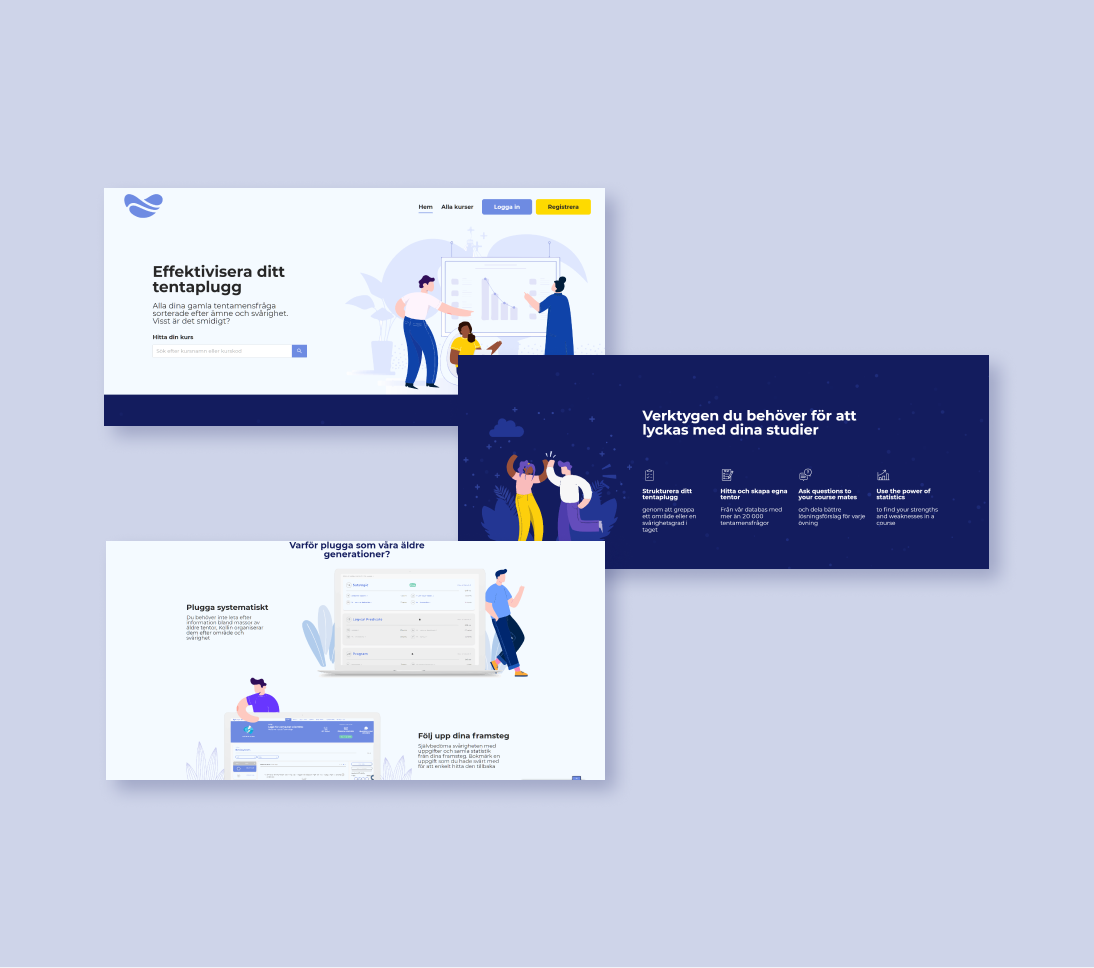 Hem Alla kurser Logga in Registrera
Effektivisera ditt
tentaplugg
Alla dina gamla tentamensfråga
sorterade efter ämne och svårighet.
Visst är det smidigt?
Hitta din kurs
Sök efter kursnamn eller kurskod
Verktygen du behöver för att
lyckas med dina studier
Strukturera ditt
tentaplugg
genom att greppa
ett område eller en
svårighetsgrad i
taget
Hitta och skapa egna
tentor
Från vår databas med
mer än 20 000
tentamensfrågor
Ask questions to
your course mates
och dela bättre
lösningsförslag för varje
övning
Use the power of
statistics
to find your strengths
and weaknesses in a
course
Varför plugga som våra äldre
generationer?
Plugga systematiskt
Du behöver inte leta efter
information bland massor av
äldre tentor, Kollin organiserar
dem efter område och
svårighet
Följ upp dina framsteg
Självbedöma svårigheten med
uppgifter och samla statistik
från dina framsteg. Bokmärk en
uppgift som du hade svårt med
för att enkelt hitta den tillbaka